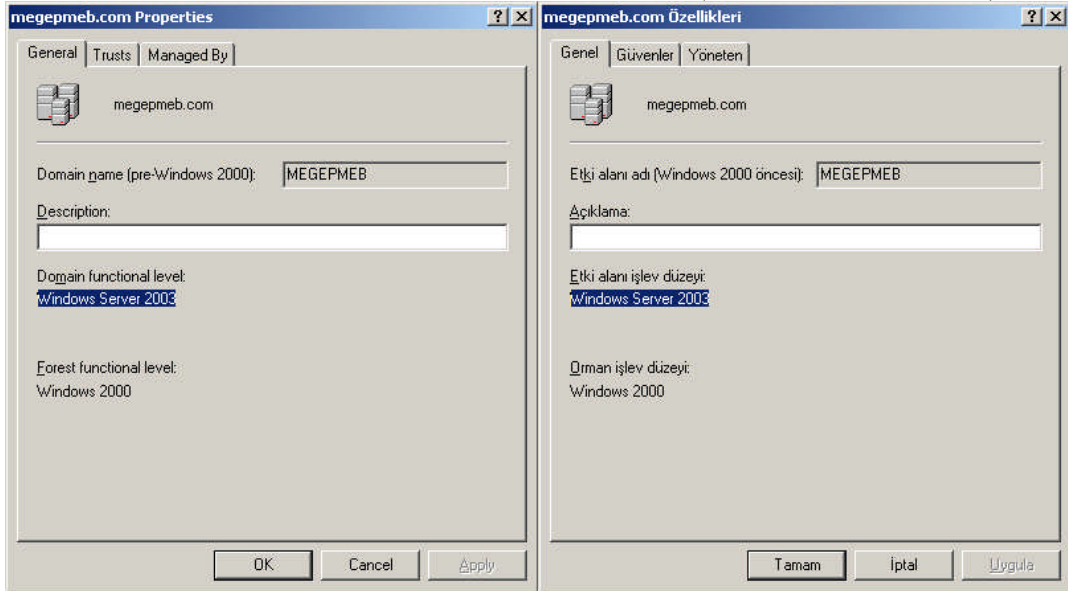 megepmeb.com Properties
General Trusts Managed By
megepmeb.com
Domain name (pre-Windows 2000): MEGEPMEB
Description:
Domain functional level:
Windows Server 2003
Forest functional level:
Windows 2000
OK Cancel Apply
megepmeb.com Özellikleri
Genel Güvenler Yöneten
megepmeb.com
Etki alanı adı (Windows 2000 öncesi): MEGEPMEB
Açıklama:
Etki alanı işlev düzeyi:
Windows Server 2003
Orman işlev düzeyi:
Windows 2000
Tamam İptal Uygula